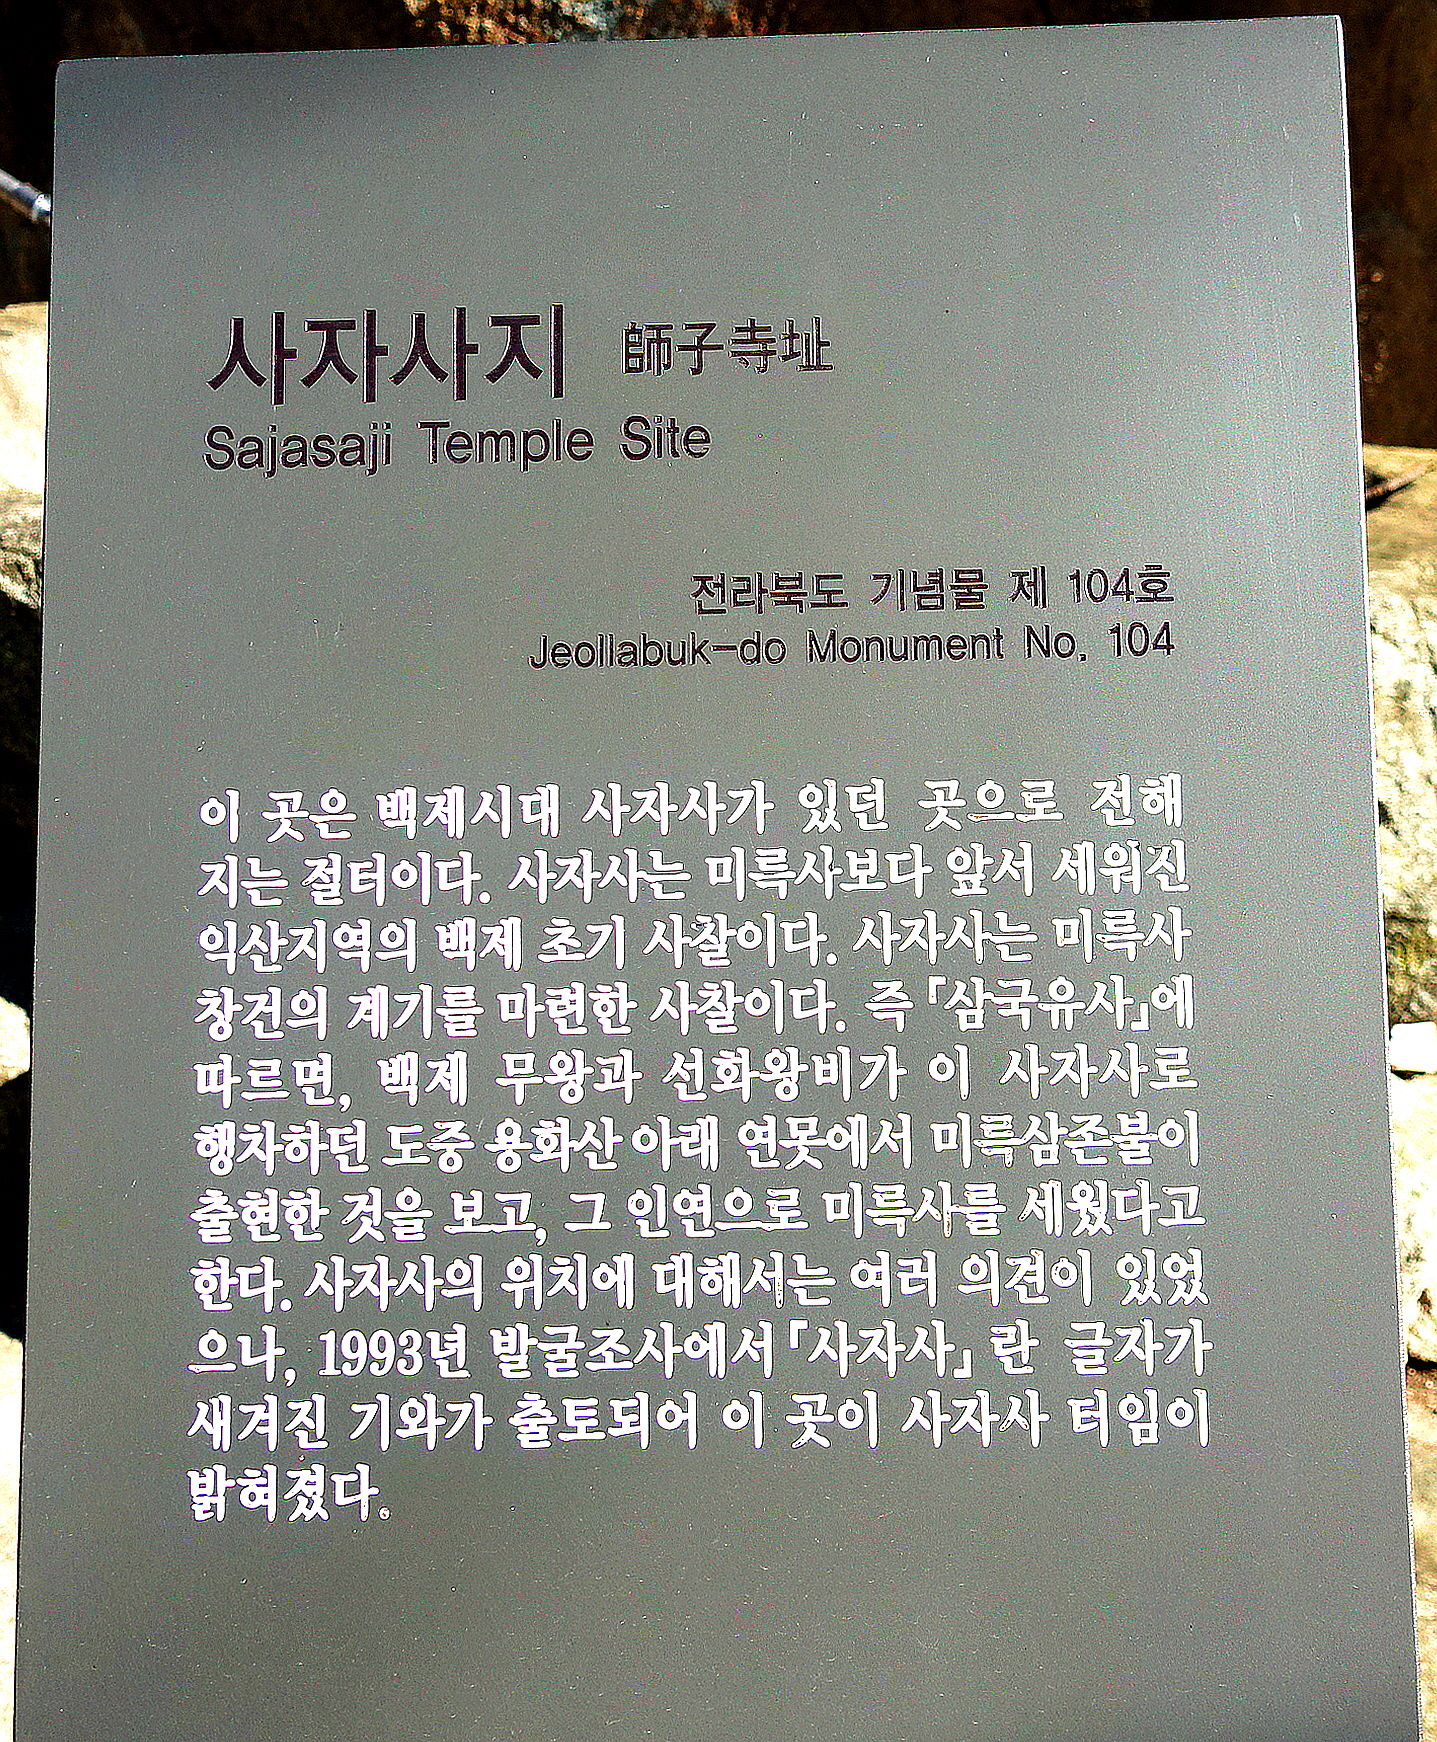 사자사지 師子寺址
Sajasaji Temple Site
전라북도 기념물 제 104호
Jeollabuk-do Monument No. 104
이 곳은 백제시대 사자사가 있던 곳으로 전해
지는 절터이다. 사자사는 미륵사보다 앞서 세워진
익산지역의 백제 초기 사찰이다. 사자사는 미륵사
창건의 계기를 마련한 사찰이다. 즉 「삼국유사」에
따르면, 백제 무왕과 선화왕비가 이 사자사로
행차하던 도중 용화산 아래 연못에서 미륵삼존불이
출현한 것을 보고, 그 인연으로 미륵사를 세웠다고
한다. 사자사의 위치에 대해서는 여러 의견이 있었
으나, 1993년 발굴조사에서 「사자사」 란 글자가
새겨진 기와가 출토되어 이 곳이 사자사 터임이
밝혀졌다.